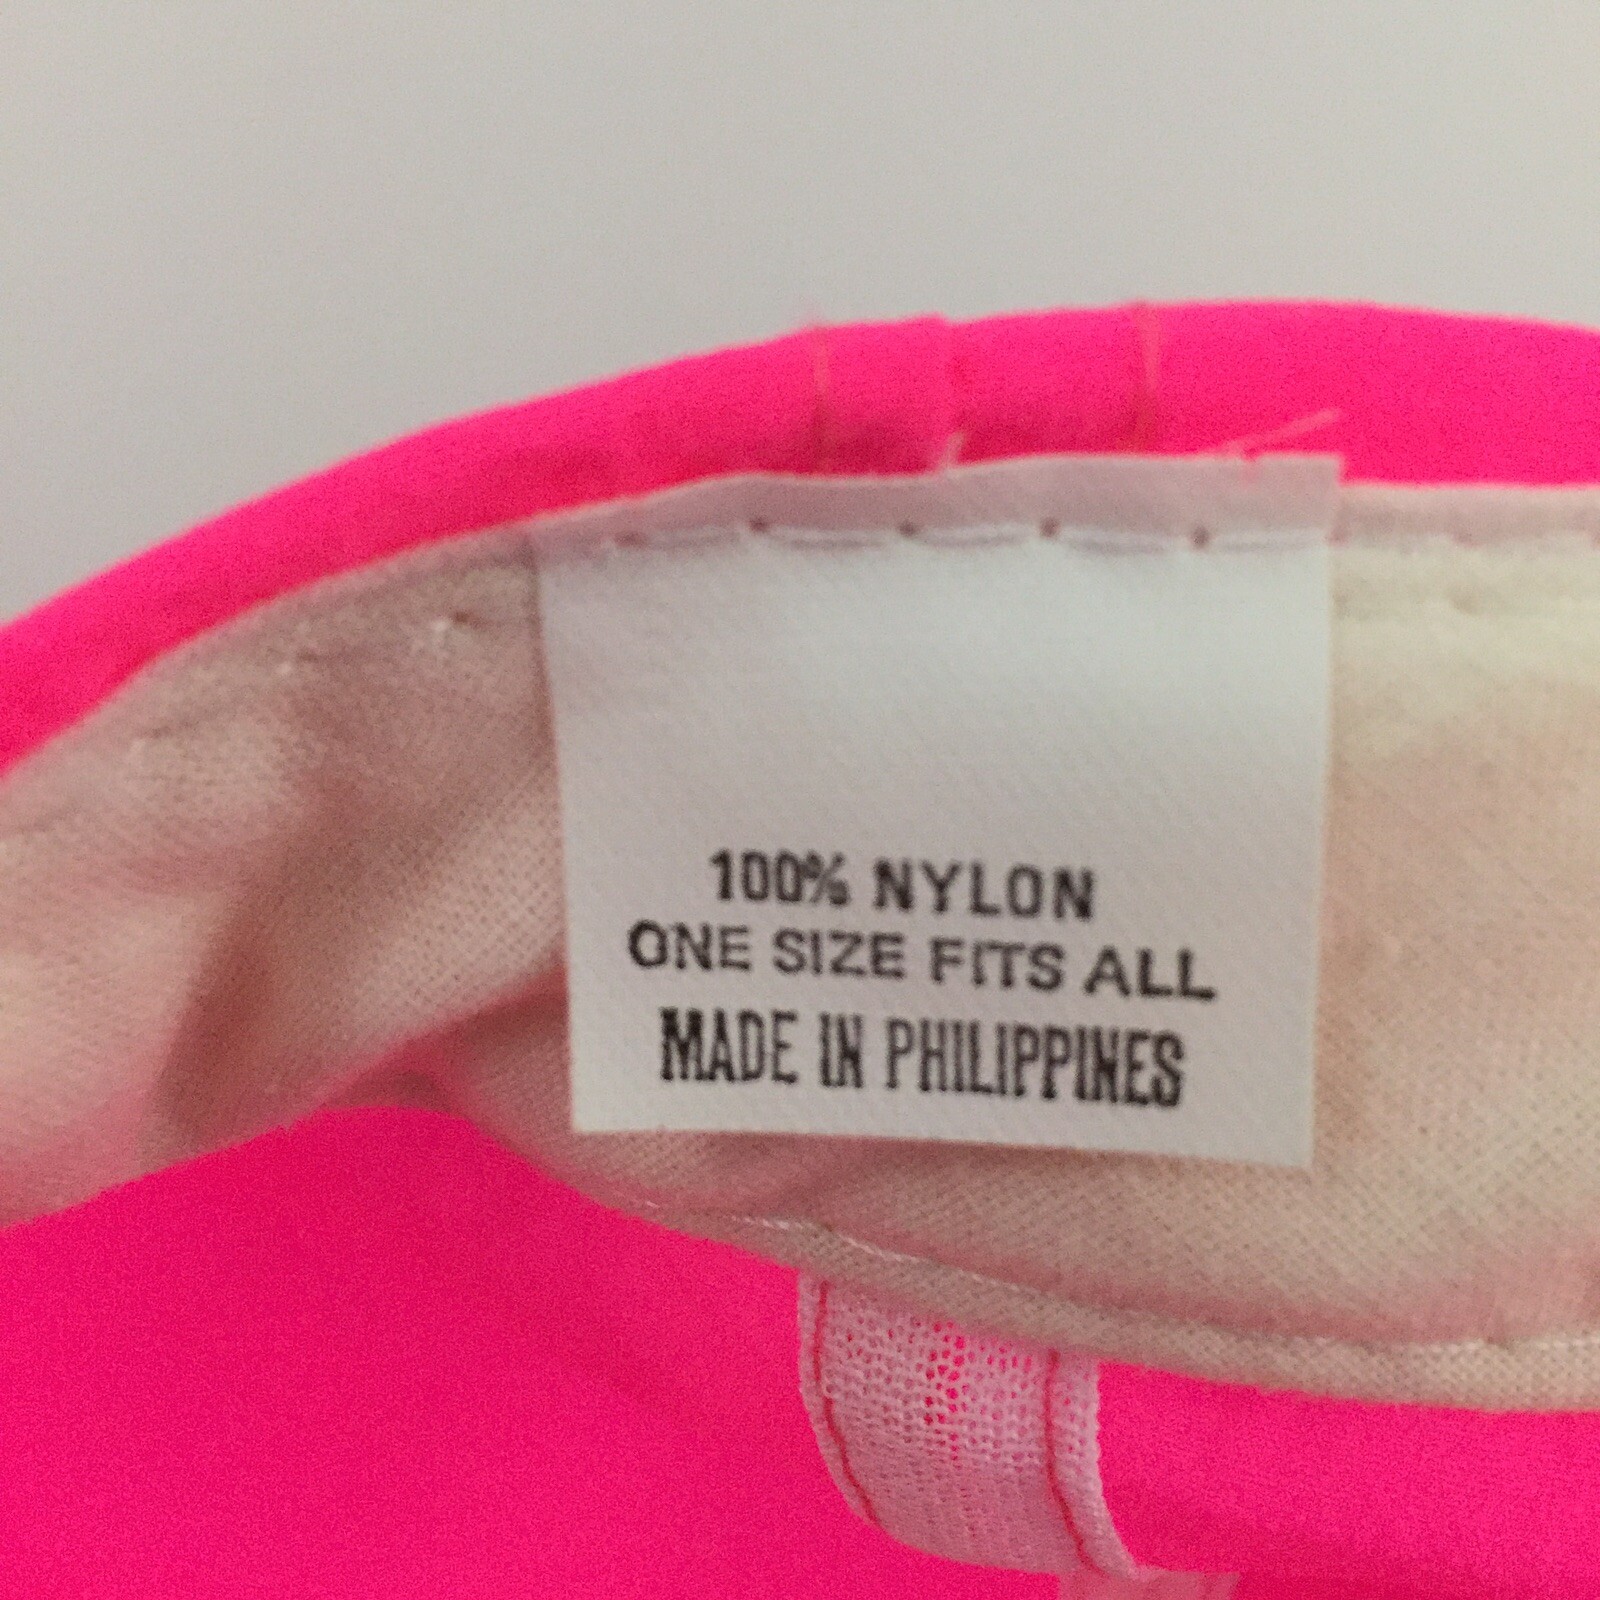 100% NYLON
ONE SIZE FITS ALL
MADE IN PHILIPPINES